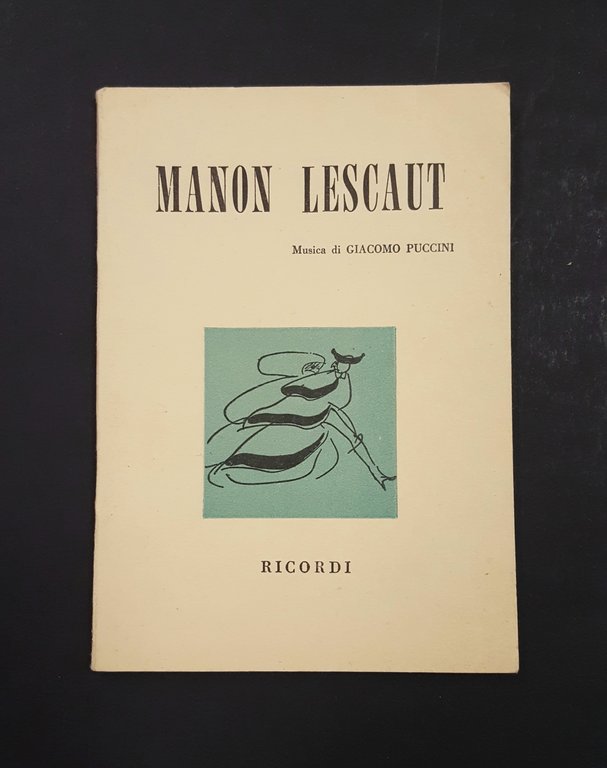 MANON LESCAUT
Musica di GIACOMO PUCCINI
RICORDI